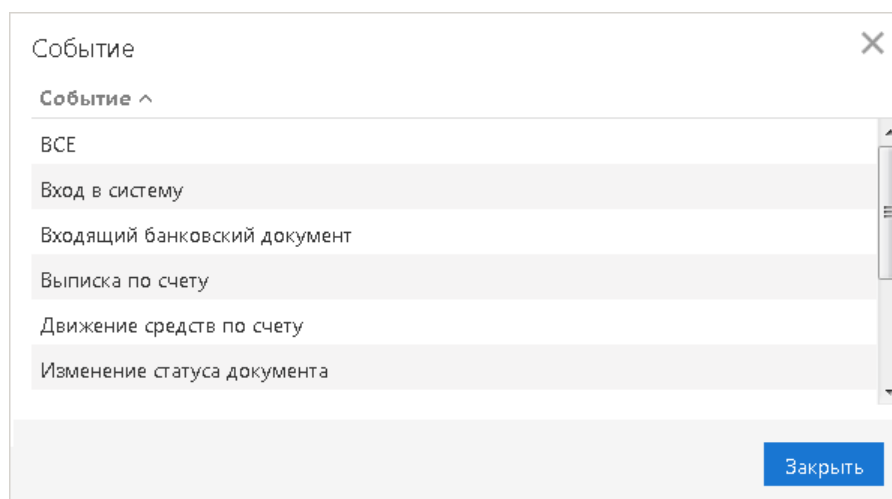 Событие
Событие
ВСЕ
Вход в систему
Входящий банковский документ
Выписка по счету
Движение средств по счету
Изменение статуса документа
Закрыть